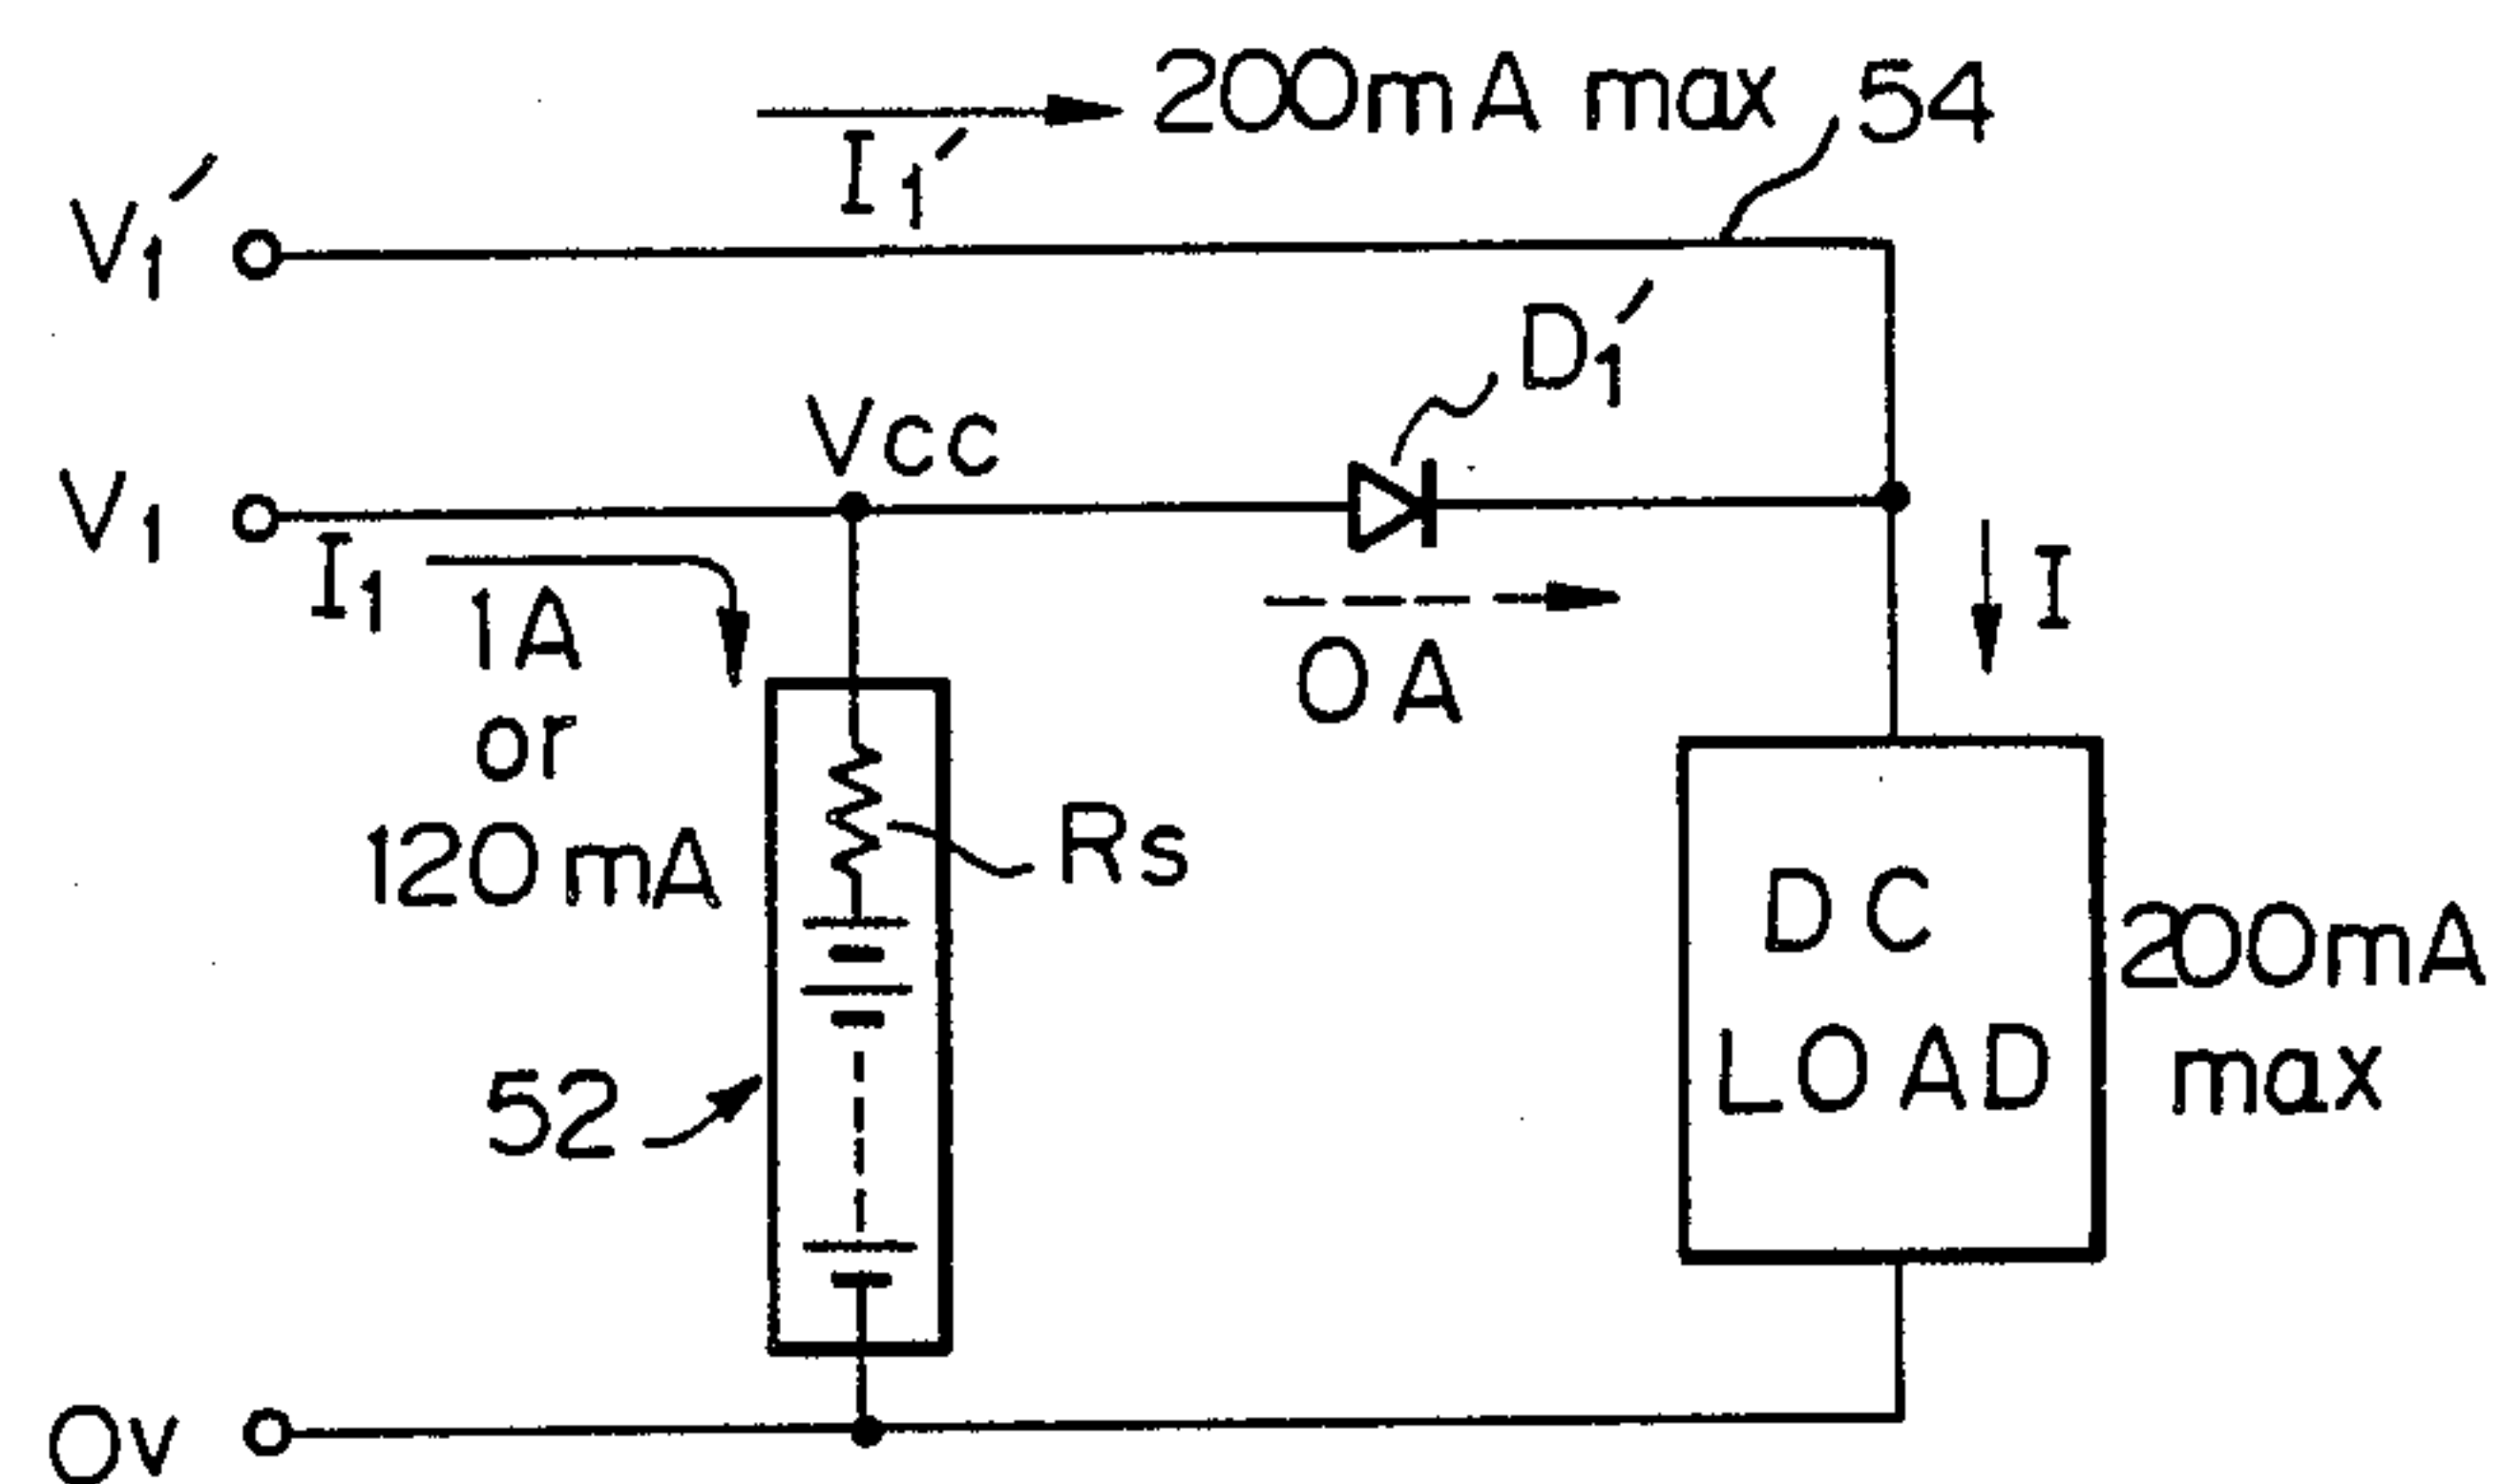 200mA max
54
I1′
V1′
D1′
Vcc
V1
I1
1A
or
120mA
0A
I
Rs
DC
LOAD
200mA
max
52
0v